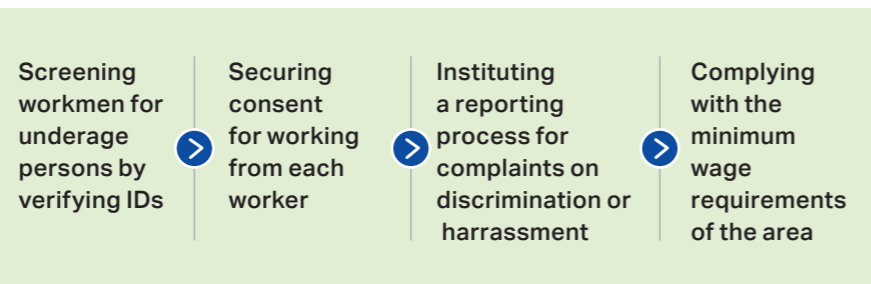 Screening
workmen for
underage
persons by
verifying IDs
Securing
consent
for working
from each
worker
Instituting
a reporting
process for
complaints on
discrimination or
harrassment
Complying
with the
minimum
wage
requirements
of the area